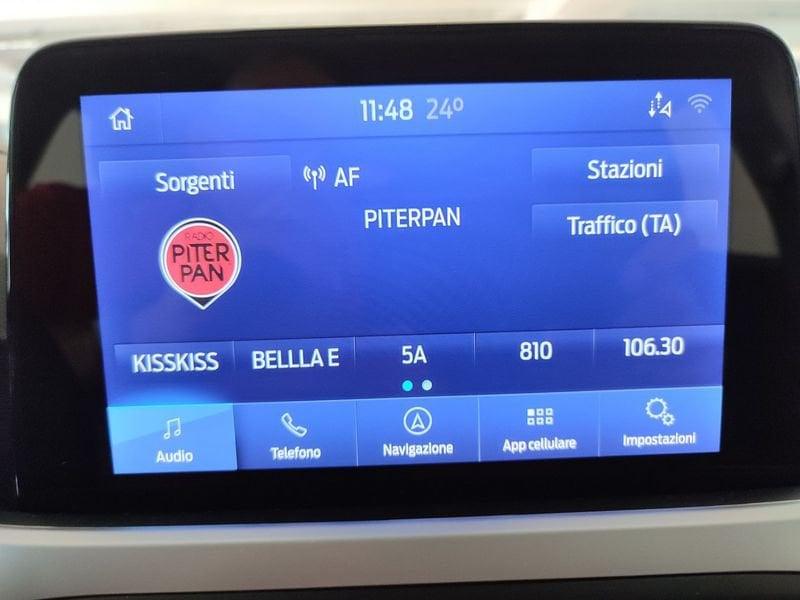 11:48 24°
Sorgenti
AF
Stazioni
PITERPAN
Traffico (TA)
RADIO
PITER
PAN
KISSKISS
BELLLA E
5A
810
106.30
Audio
Telefono
Navigazione
App cellulare
Impostazioni